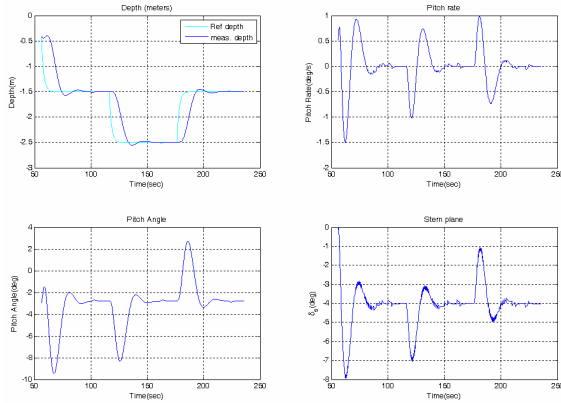 Depth (meters)
Ref depth
meas. depth
Depth(m)
0
-0.5
-1
-1.5
-2
-2.5
-3
50 100 150 200 250
Time(sec)
Pitch rate
Pitch Rate(deg/s)
1
0.5
0
-0.5
-1
-1.5
-2
50 100 150 200 250
Time(sec)
Pitch Angle
Pitch Angle(deg)
4
2
0
-2
-4
-6
-8
-10
50 100 150 200 250
Time(sec)
Stern plane
δs(deg)
0
-1
-2
-3
-4
-5
-6
-7
-8
50 100 150 200 250
Time(sec)